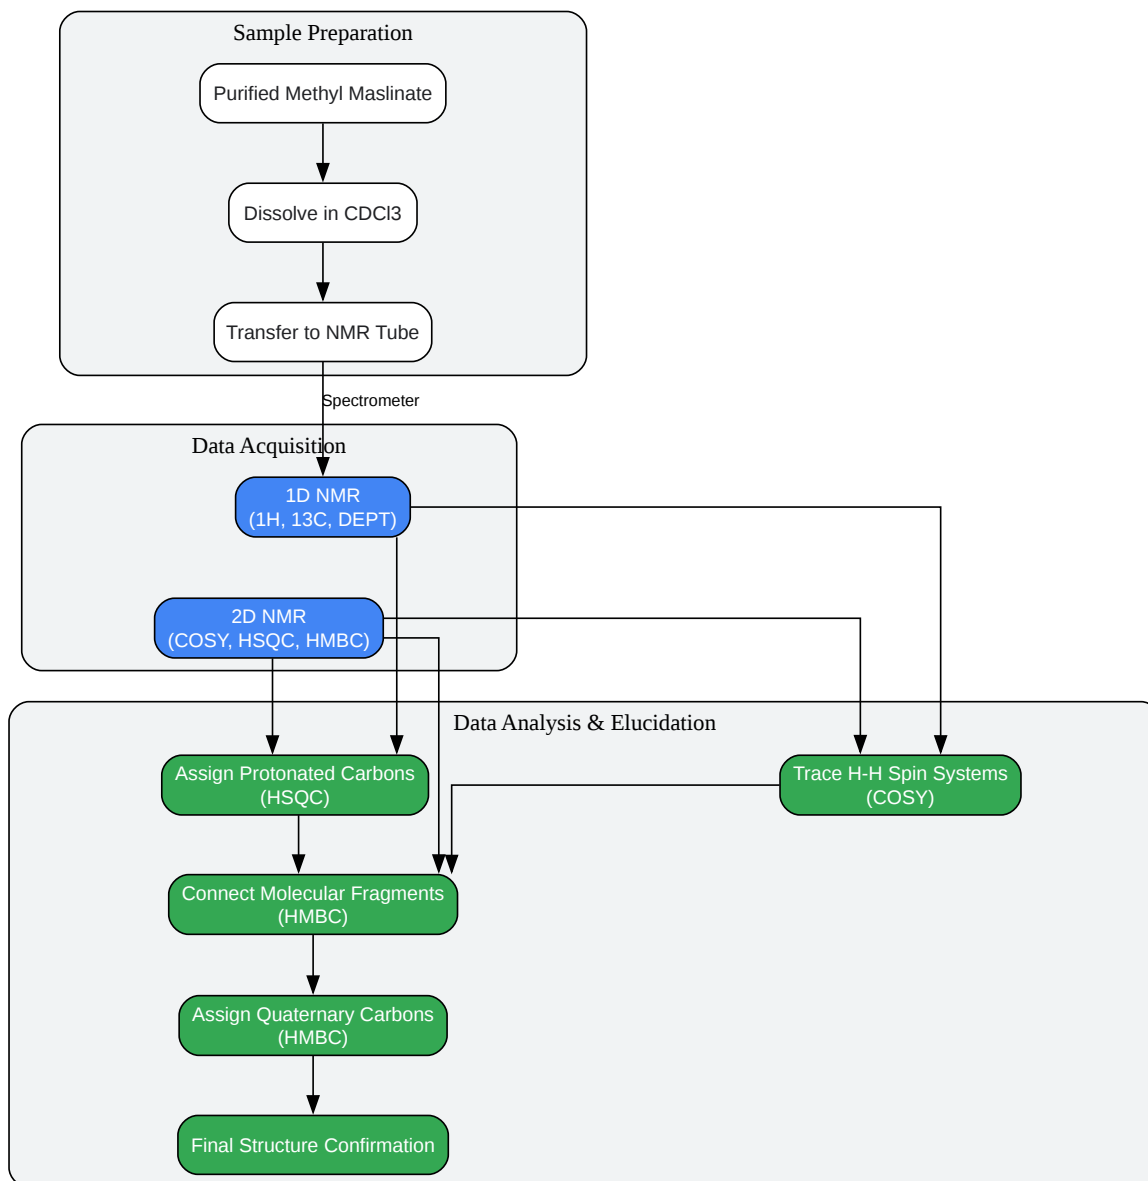 Sample Preparation
Purified Methyl Maslinate
Dissolve in CDCl3
Transfer to NMR Tube
Spectrometer
Data Acquisition
1D NMR
(1H, 13C, DEPT)
2D NMR
(COSY, HSQC, HMBC)
Data Analysis & Elucidation
Assign Protonated Carbons
(HSQC)
Trace H-H Spin Systems
(COSY)
Connect Molecular Fragments
(HMBC)
Assign Quaternary Carbons
(HMBC)
Final Structure Confirmation